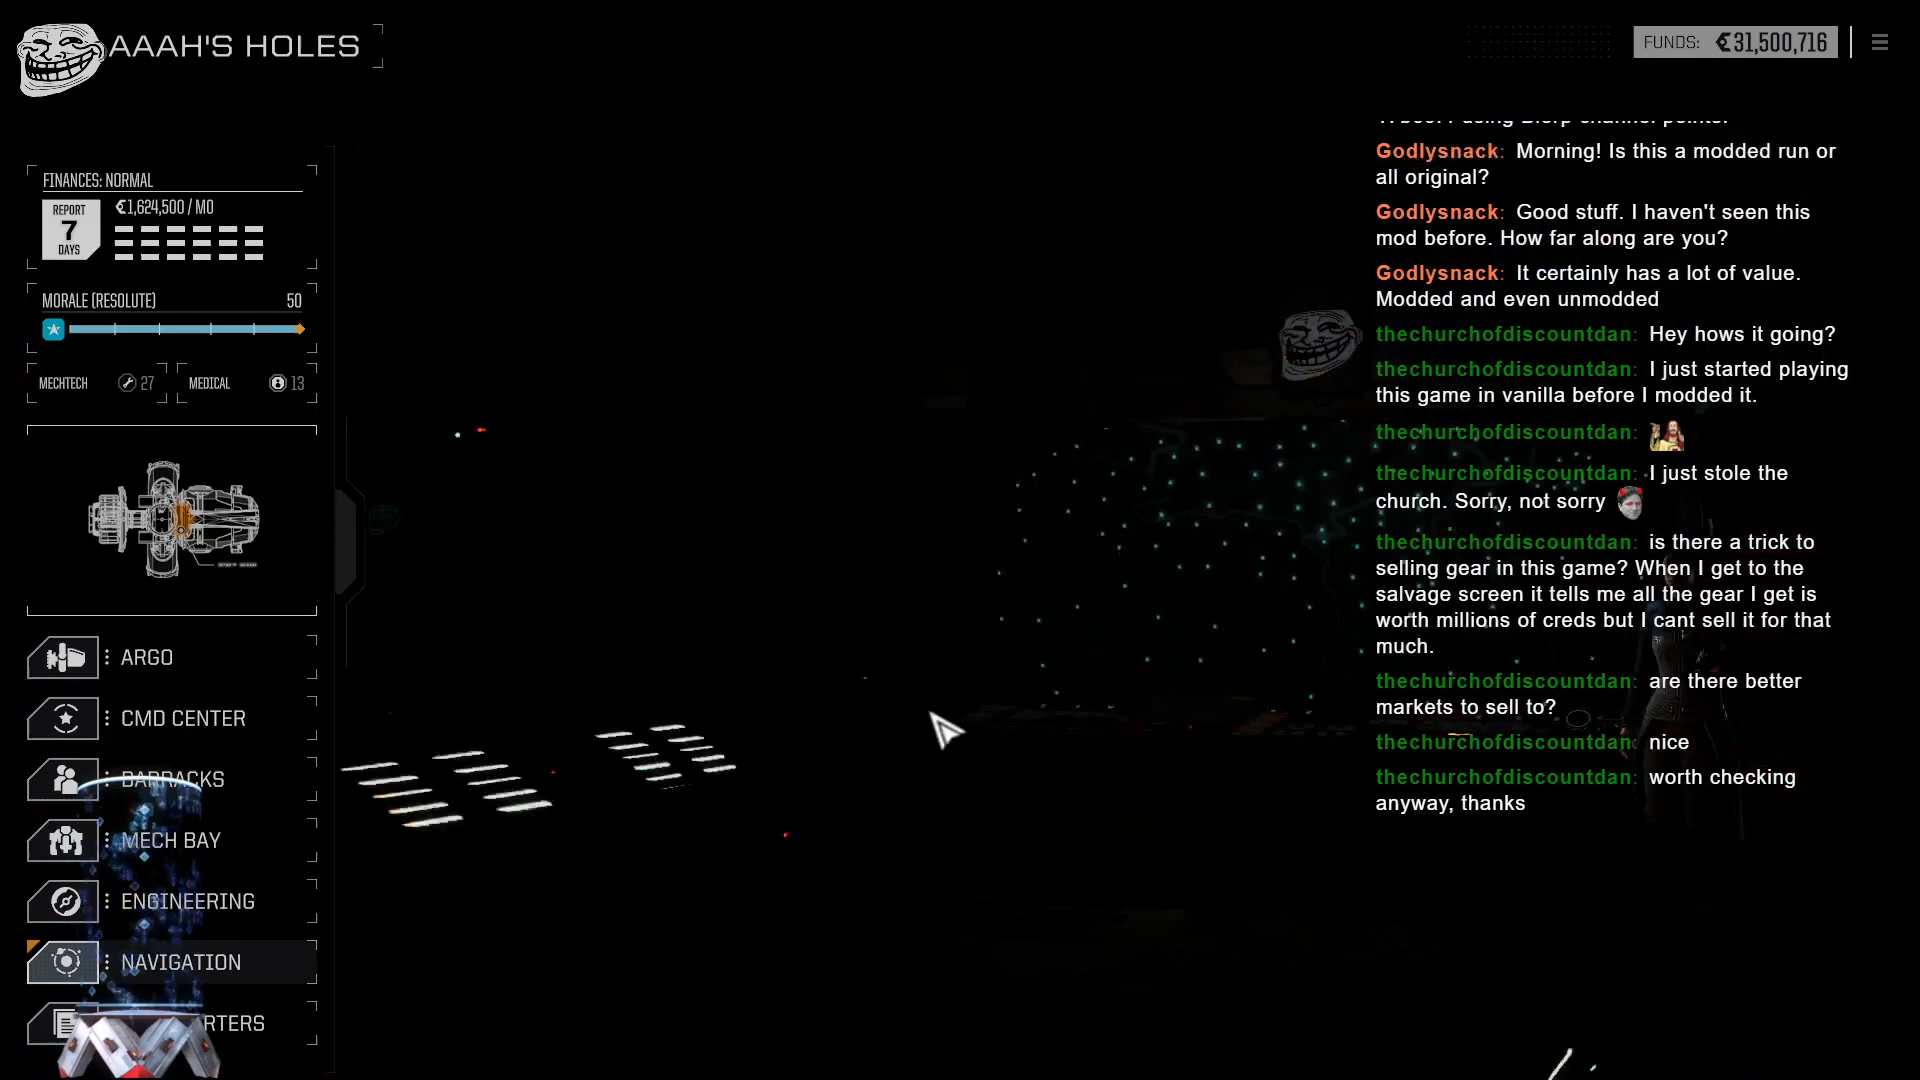 AAAH'S HOLES
FUNDS: 31,500,716
FINANCES: NORMAL
REPORT
7
DAYS
1,624,500 / MO
MORALE (RESOLUTE) 50
MECHTECH 27
MEDICAL 13
ARGO
CMD CENTER
BARRACKS
MECH BAY
ENGINEERING
NAVIGATION
RTERS
Godlysnack: Morning! Is this a modded run or
all original?
Godlysnack: Good stuff. I haven't seen this
mod before. How far along are you?
Godlysnack: It certainly has a lot of value.
Modded and even unmodded
thechurchofdiscountdan: Hey hows it going?
thechurchofdiscountdan: I just started playing
this game in vanilla before I modded it.
thechurchofdiscountdan:
thechurchofdiscountdan: I just stole the
church. Sorry, not sorry
thechurchofdiscountdan: is there a trick to
selling gear in this game? When I get to the
salvage screen it tells me all the gear I get is
worth millions of creds but I cant sell it for that
much.
thechurchofdiscountdan: are there better
markets to sell to?
thechurchofdiscountdan: nice
thechurchofdiscountdan: worth checking
anyway, thanks